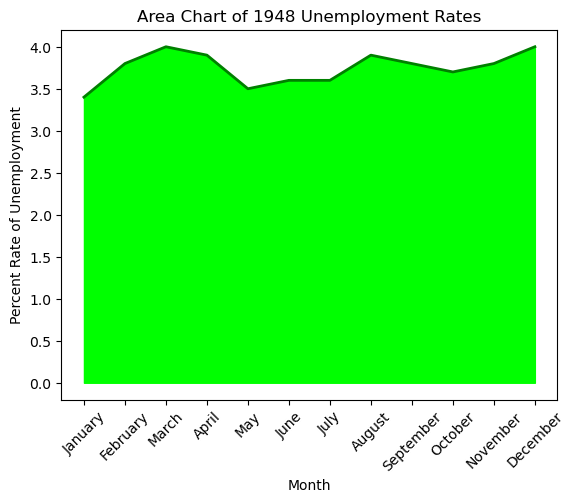 Area Chart of 1948 Unemployment Rates
Percent Rate of Unemployment
4.0
3.5
3.0
2.5
2.0
1.5
1.0
0.5
0.0
January
February
March
April
May
June
July
August
September
October
November
December
Month